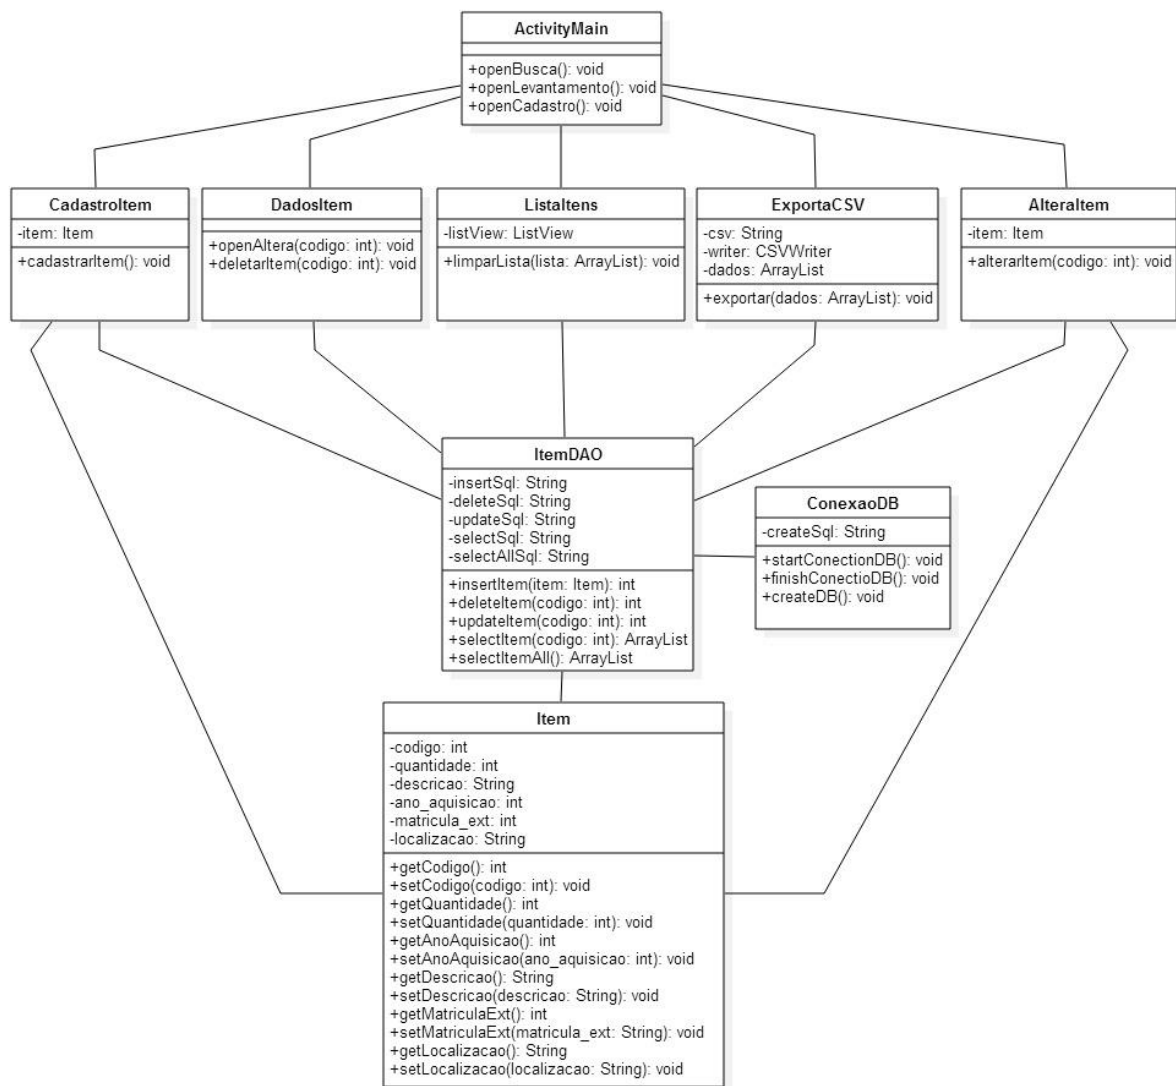 ActivityMain
+openBusca(): void
+openLevantamento(): void
+openCadastro(): void
CadastroItem
-item: Item
+cadastrarItem(): void
DadosItem
+openAltera(codigo: int): void
+deletarItem(codigo: int): void
ListaItens
-listView: ListView
+limparLista(lista: ArrayList): void
ExportaCSV
-csv: String
-writer: CSVWriter
-dados: ArrayList
+exportar(dados: ArrayList): void
AlteraItem
-item: Item
+alterarItem(codigo: int): void
ItemDAO
-insertSql: String
-deleteSql: String
-updateSql: String
-selectSql: String
-selectAllSql: String
+insertItem(item: Item): int
+deleteItem(codigo: int): int
+updateItem(codigo: int): int
+selectItem(codigo: int): ArrayList
+selectItemAll(): ArrayList
ConexaoDB
-createSql: String
+startConectionDB(): void
+finishConectioDB(): void
+createDB(): void
Item
-codigo: int
-quantidade: int
-descricao: String
-ano_aquisicao: int
-matricula_ext: int
-localizacao: String
+getCodigo(): int
+setCodigo(codigo: int): void
+getQuantidade(): int
+setQuantidade(quantidade: int): void
+getAnoAquisicao(): int
+setAnoAquisicao(ano_aquisicao: int): void
+getDescricao(): String
+setDescricao(descricao: String): void
+getMatriculaExt(): int
+setMatriculaExt(matricula_ext: String): void
+getLocalizacao(): String
+setLocalizacao(localizacao: String): void